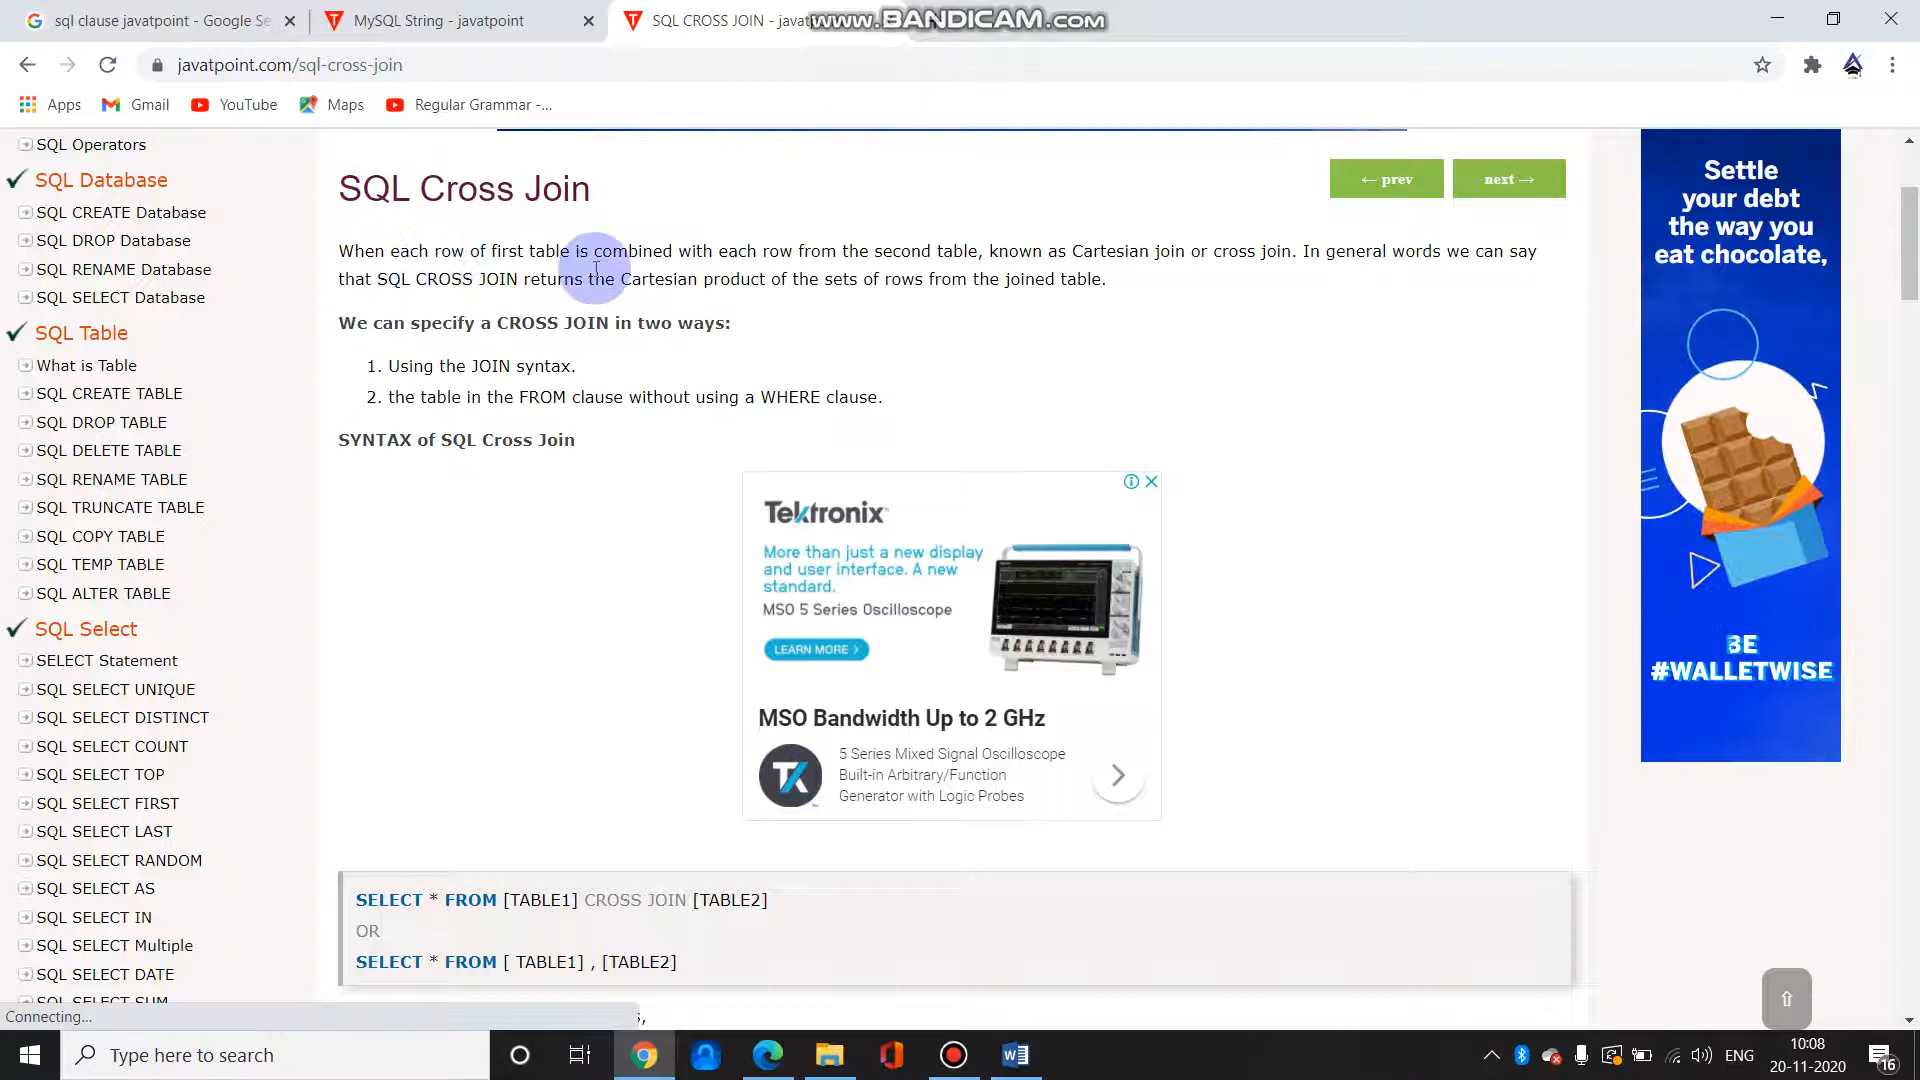 sql clause javatpoint - Google Se
MySQL String - javatpoint
SQL CROSS JOIN - javat
www.BANDICAM.com
javatpoint.com/sql-cross-join
Apps
Gmail
YouTube
Maps
Regular Grammar -...
SQL Operators
SQL Database
SQL CREATE Database
SQL DROP Database
SQL RENAME Database
SQL SELECT Database
SQL Table
What is Table
SQL CREATE TABLE
SQL DROP TABLE
SQL DELETE TABLE
SQL RENAME TABLE
SQL TRUNCATE TABLE
SQL COPY TABLE
SQL TEMP TABLE
SQL ALTER TABLE
SQL Select
SELECT Statement
SQL SELECT UNIQUE
SQL SELECT DISTINCT
SQL SELECT COUNT
SQL SELECT TOP
SQL SELECT FIRST
SQL SELECT LAST
SQL SELECT RANDOM
SQL SELECT AS
SQL SELECT IN
SQL SELECT Multiple
SQL SELECT DATE
SQL SELECT SUM
Connecting...
SQL Cross Join
← prev
next →
When each row of first table is combined with each row from the second table, known as Cartesian join or cross join. In general words we can say
that SQL CROSS JOIN returns the Cartesian product of the sets of rows from the joined table.
We can specify a CROSS JOIN in two ways:
1. Using the JOIN syntax.
2. the table in the FROM clause without using a WHERE clause.
SYNTAX of SQL Cross Join
Tektronix
More than just a new display
and user interface. A new
standard.
MSO 5 Series Oscilloscope
LEARN MORE >
MSO Bandwidth Up to 2 GHz
5 Series Mixed Signal Oscilloscope
Built-in Arbitrary/Function
Generator with Logic Probes
SELECT * FROM [TABLE1] CROSS JOIN [TABLE2]
OR
SELECT * FROM [ TABLE1] , [TABLE2]
s,
Settle
your debt
the way you
eat chocolate,
BE
#WALLETWISE
Type here to search
ENG
10:08
20-11-2020
16